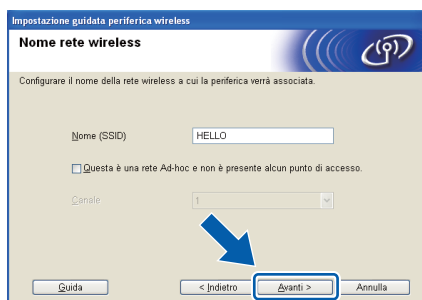 Impostazione guidata periferica wireless
Nome rete wireless
Configurare il nome della rete wireless a cui la periferica verrà associata.
Nome (SSID) HELLO
Questa è una rete Ad-hoc e non è presente alcun punto di accesso.
Canale 1
Guida < Indietro Avanti > Annulla